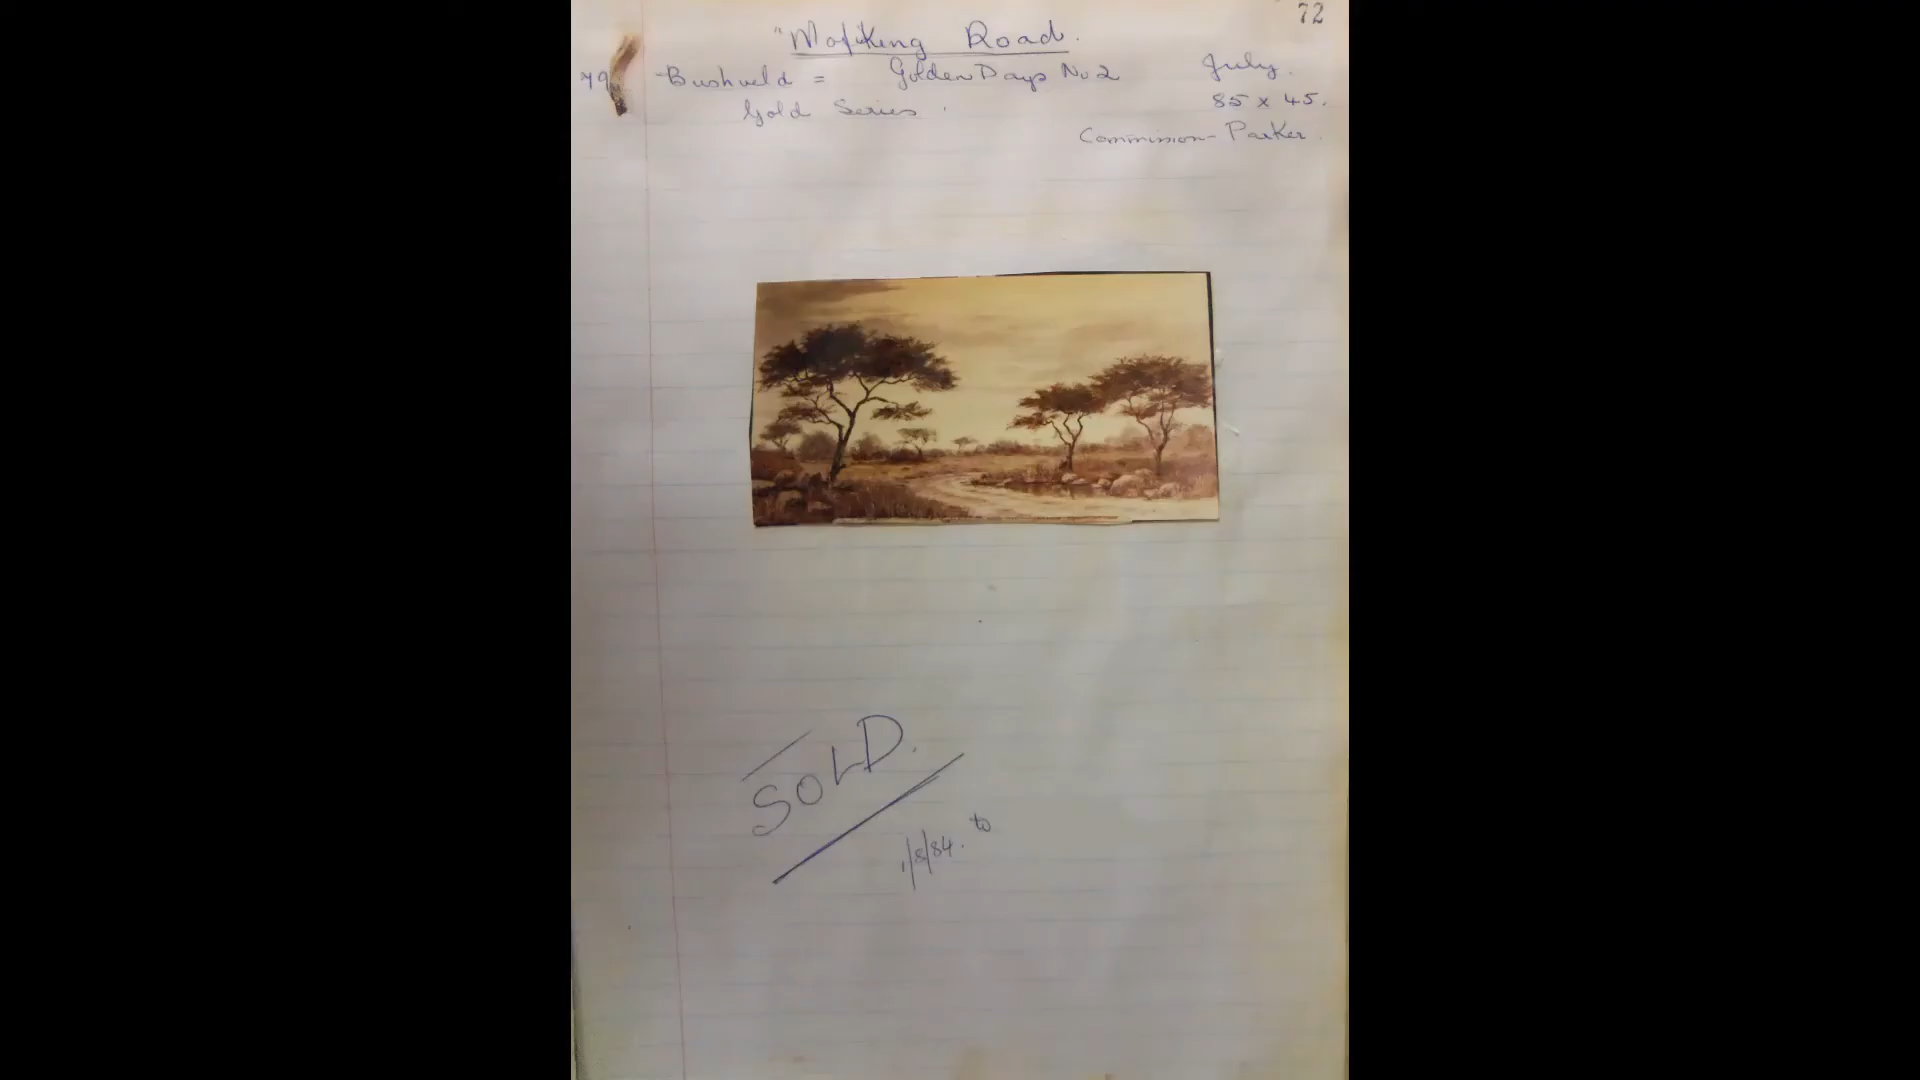 72
"Mafikeng Road.
79 - Bushveld = Golden Days No 2 July.
Gold Series. 85 x 45.
Commission - Parker.
SOLD.
1/8/84. to